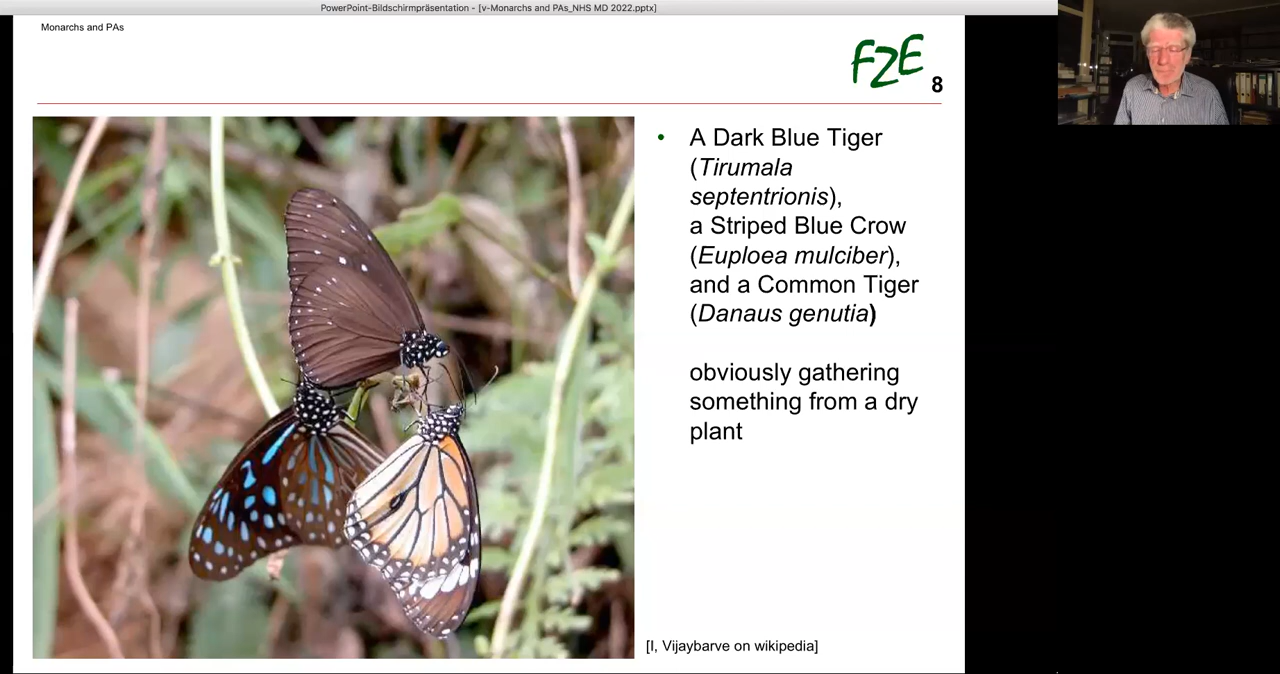 PowerPoint-Bildschirmpräsentation - [v-Monarchs and PAs_NHS MD 2022.pptx]
Monarchs and PAs
FZE
8
• A Dark Blue Tiger
(Tirumala
septentrionis),
a Striped Blue Crow
(Euploea mulciber),
and a Common Tiger
(Danaus genutia)
obviously gathering
something from a dry
plant
[I, Vijaybarve on wikipedia]